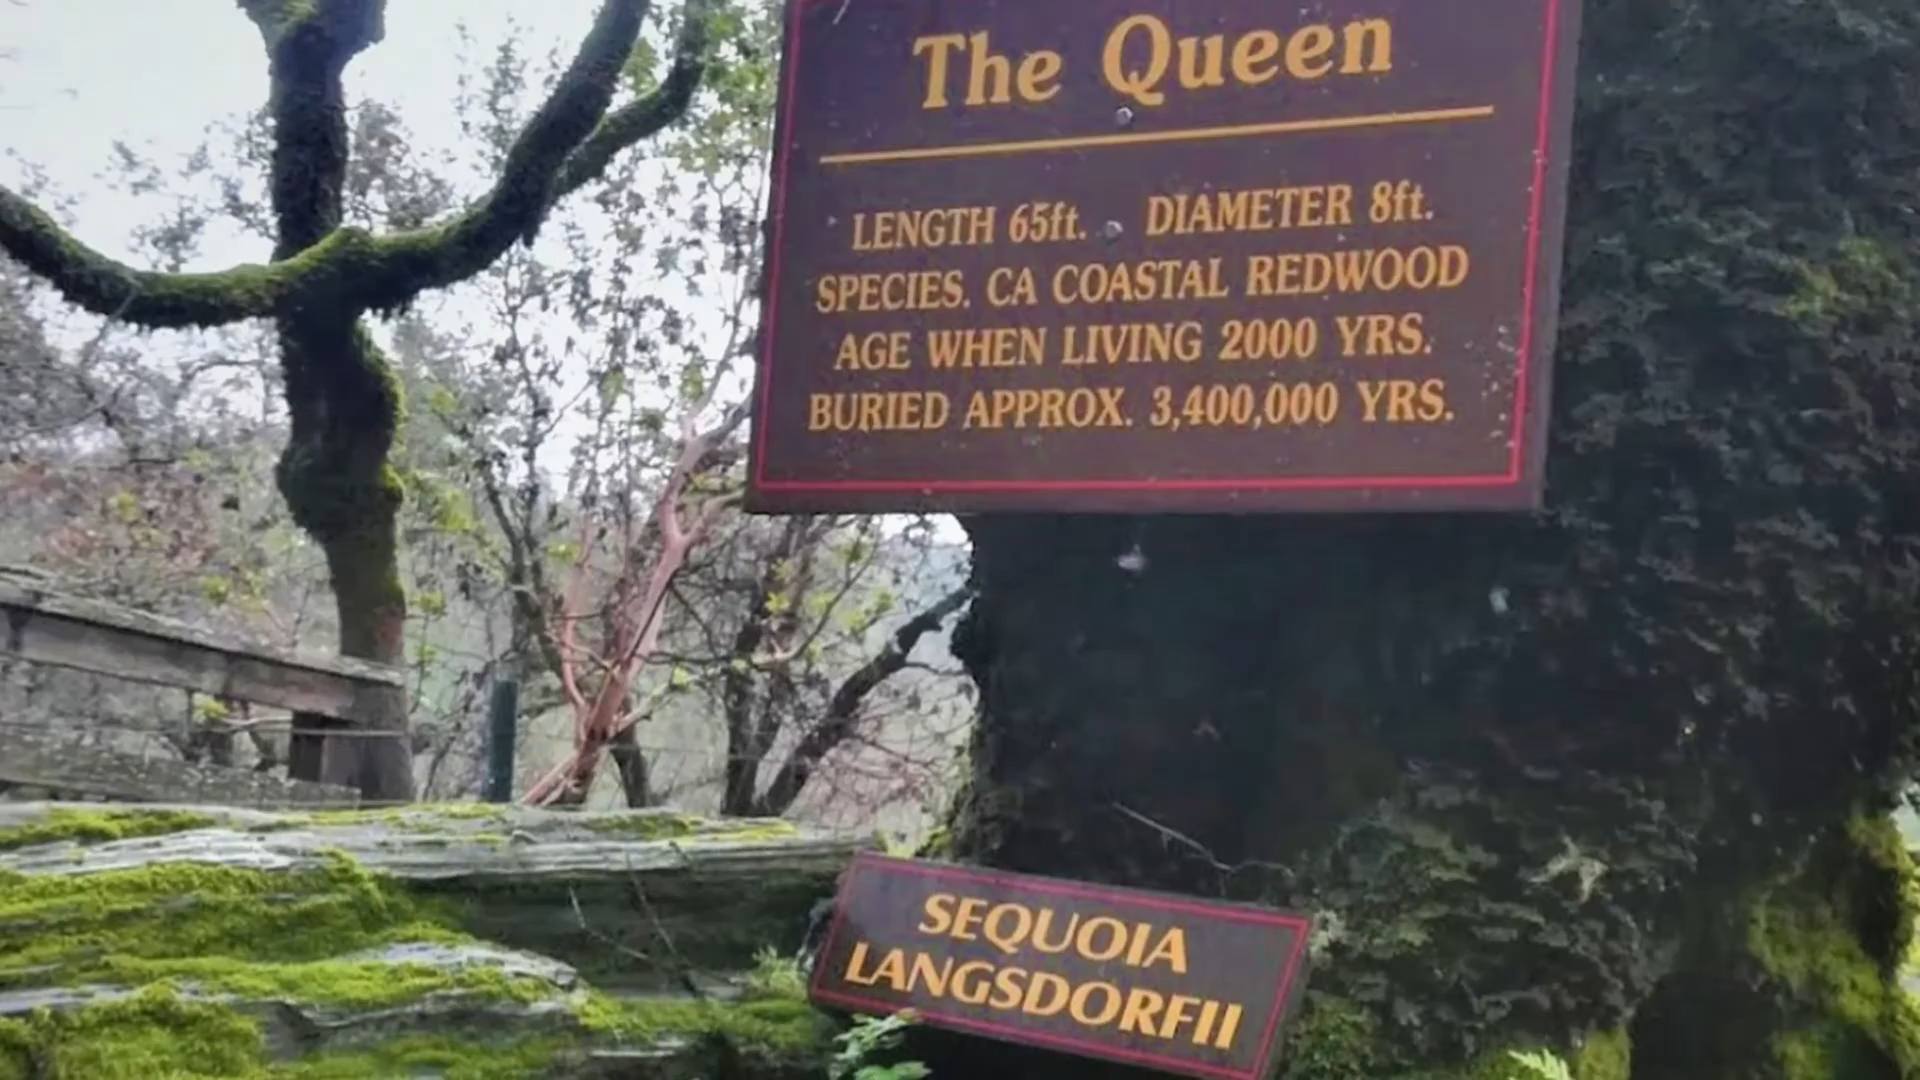 The Queen
LENGTH 65ft. DIAMETER 8ft.
SPECIES. CA COASTAL REDWOOD
AGE WHEN LIVING 2000 YRS.
BURIED APPROX. 3,400,000 YRS.
SEQUOIA
LANGSDORFII